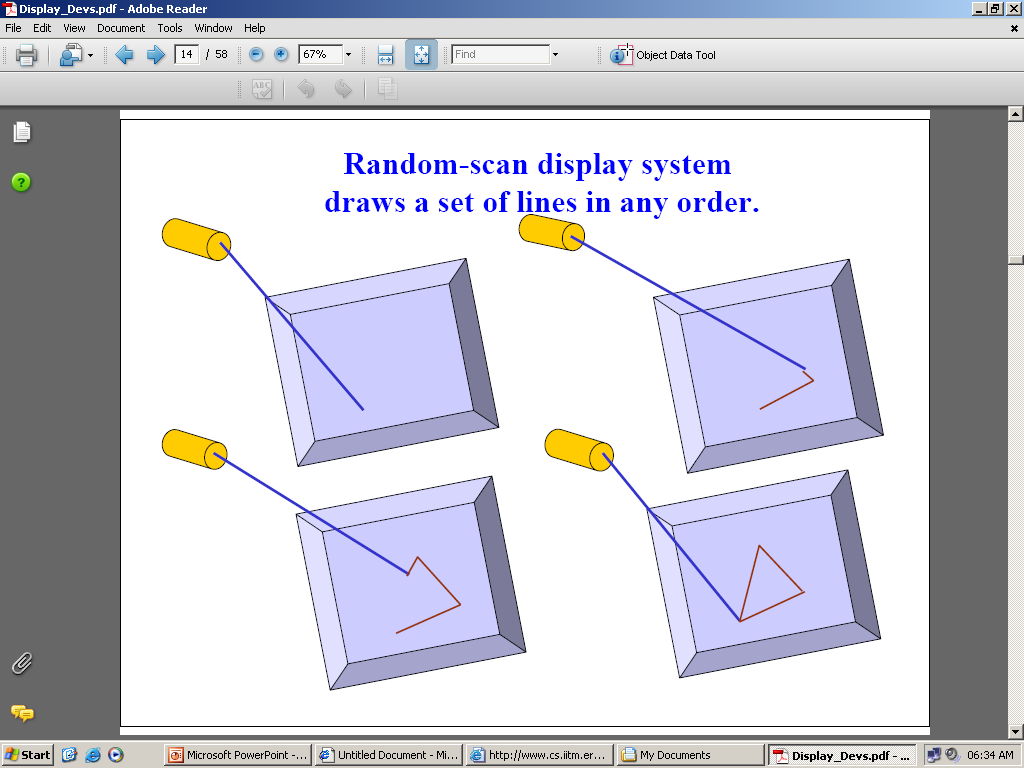 Display_Devs.pdf - Adobe Reader
File Edit View Document Tools Window Help
14 / 58 67% Find Object Data Tool
ABC
Random-scan display system
draws a set of lines in any order.
Start Microsoft PowerPoint -... Untitled Document - Mi... http://www.cs.iitm.er... My Documents Display_Devs.pdf - ... 06:34 AM